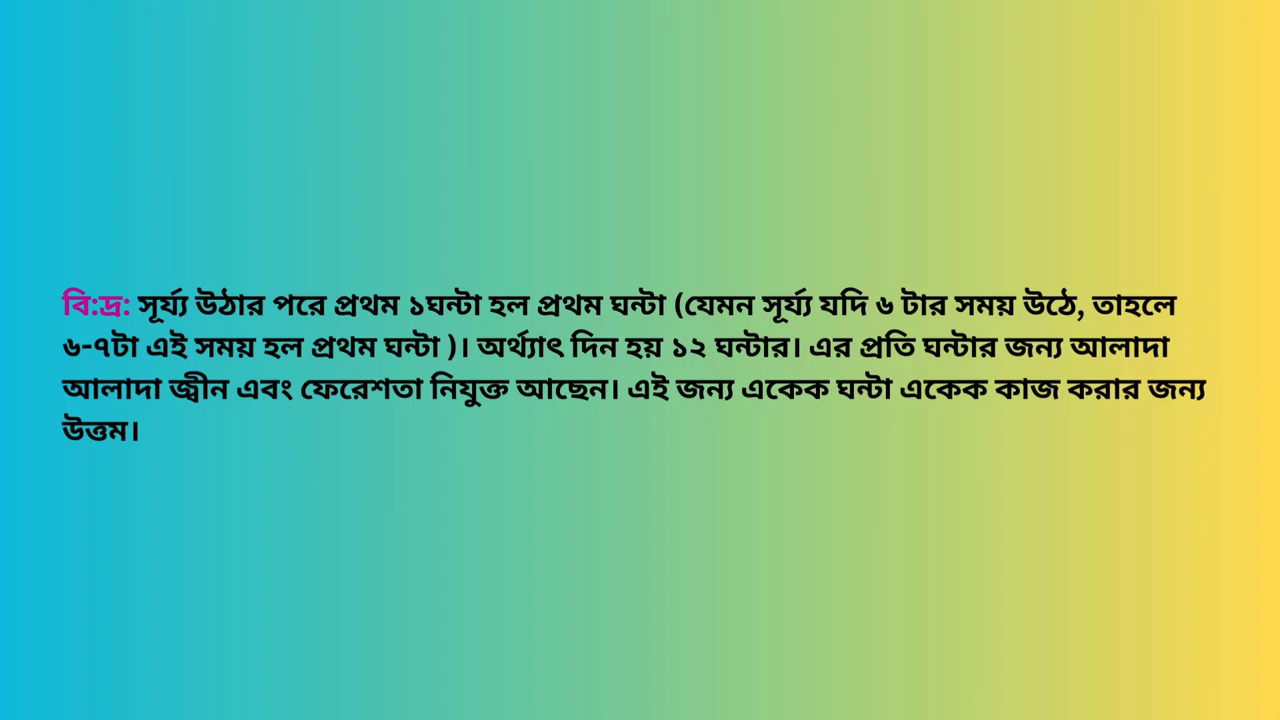 বি:দ্র: সূর্য্য উঠার পরে প্রথম ১ঘন্টা হল প্রথম ঘন্টা (যেমন সূর্য্য যদি ৬ টার সময় উঠে, তাহলে
৬-৭টা এই সময় হল প্রথম ঘন্টা )। অর্থ্যাৎ দিন হয় ১২ ঘন্টার। এর প্রতি ঘন্টার জন্য আলাদা
আলাদা জ্বীন এবং ফেরেশতা নিযুক্ত আছেন। এই জন্য একেক ঘন্টা একেক কাজ করার জন্য
উত্তম।